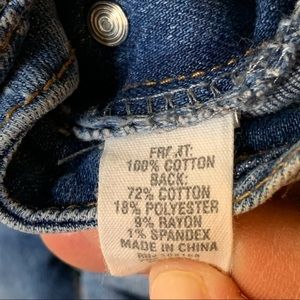 FRONT:
100% COTTON
BACK:
72% COTTON
18% POLYESTER
9% RAYON
1% SPANDEX
MADE IN CHINA